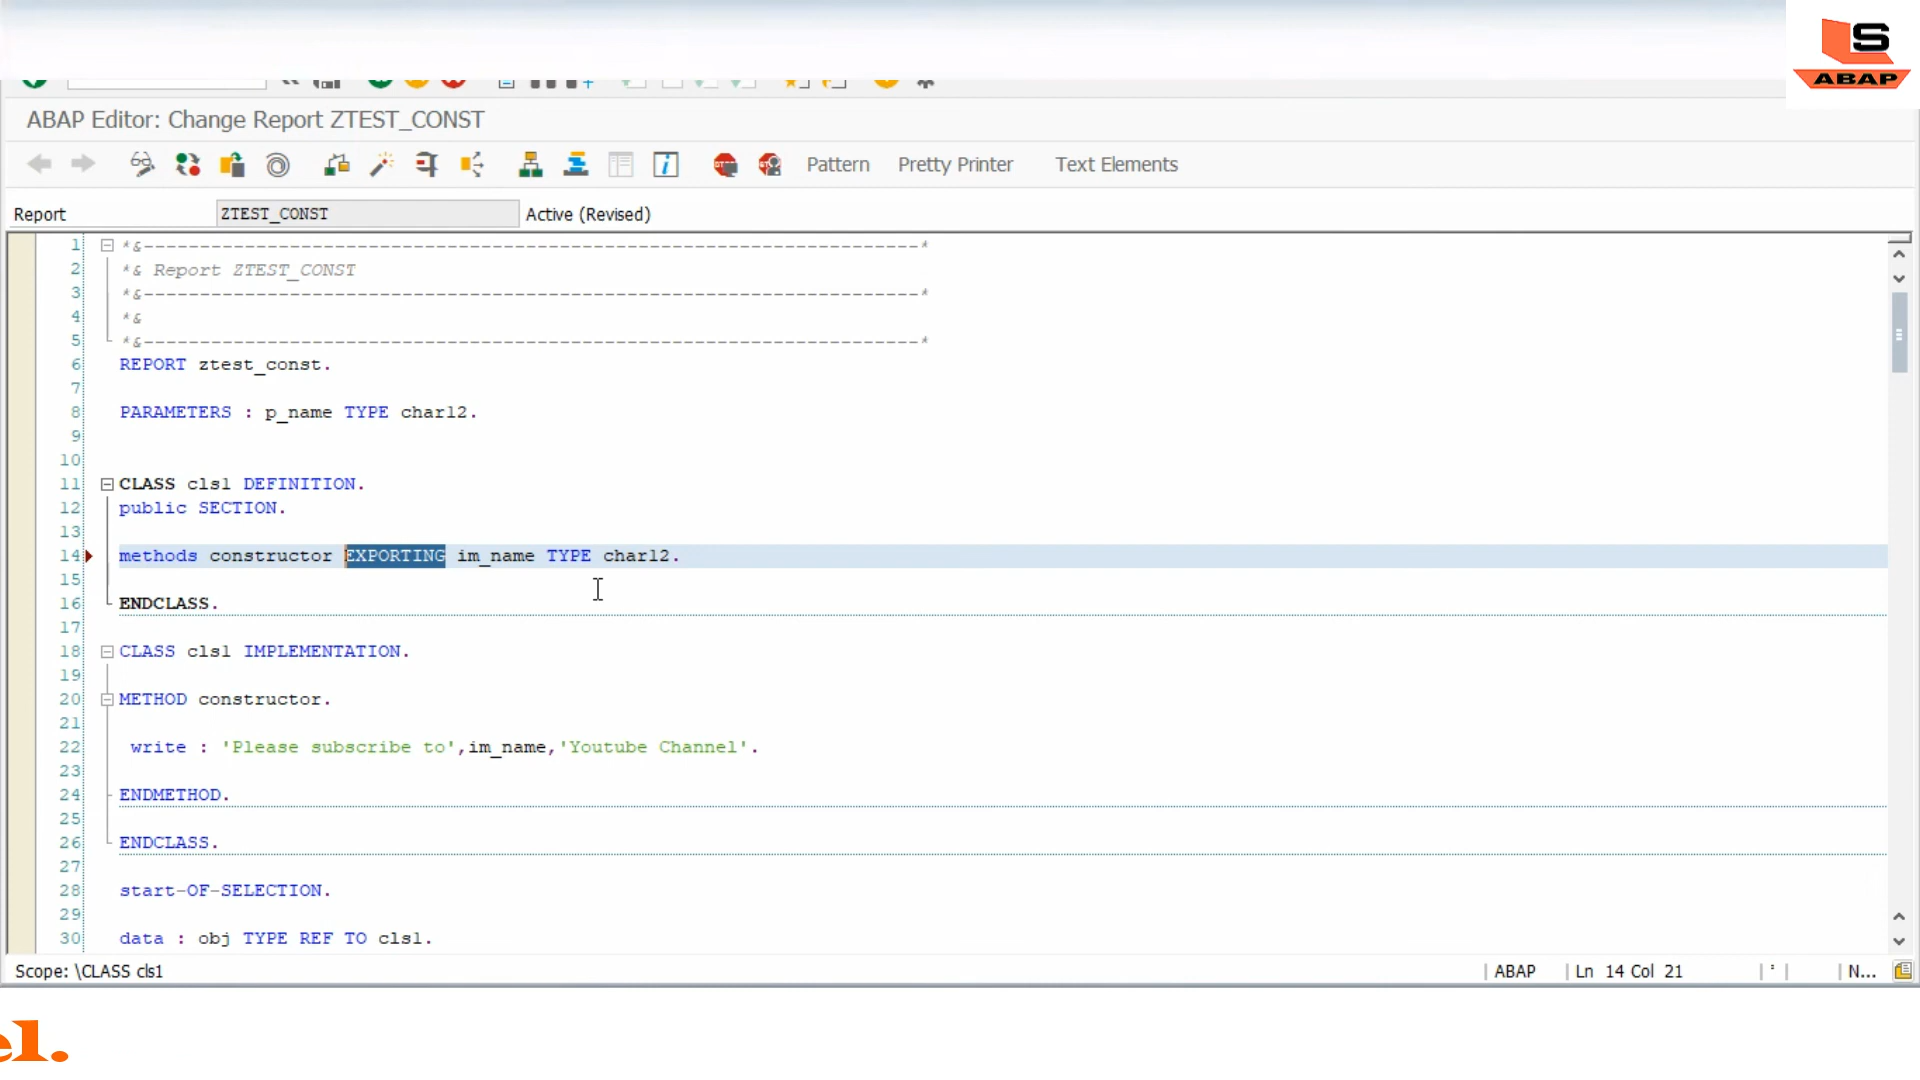 S
ABAP
ABAP Editor: Change Report ZTEST_CONST
Pattern Pretty Printer Text Elements
Report ZTEST_CONST Active (Revised)
1 *&---------------------------------------------------------------------*
2 *& Report ZTEST_CONST
3 *&---------------------------------------------------------------------*
4 *&
5 *&---------------------------------------------------------------------*
6 REPORT ztest_const.
7
8 PARAMETERS : p_name TYPE char12.
9
10
11 CLASS cls1 DEFINITION.
12 public SECTION.
13
14 methods constructor EXPORTING im_name TYPE char12.
15
16 ENDCLASS.
17
18 CLASS cls1 IMPLEMENTATION.
19
20 METHOD constructor.
21
22 write : 'Please subscribe to',im_name,'Youtube Channel'.
23
24 ENDMETHOD.
25
26 ENDCLASS.
27
28 start-OF-SELECTION.
29
30 data : obj TYPE REF TO cls1.
Scope: \CLASS cls1 ABAP Ln 14 Col 21 N...
el.